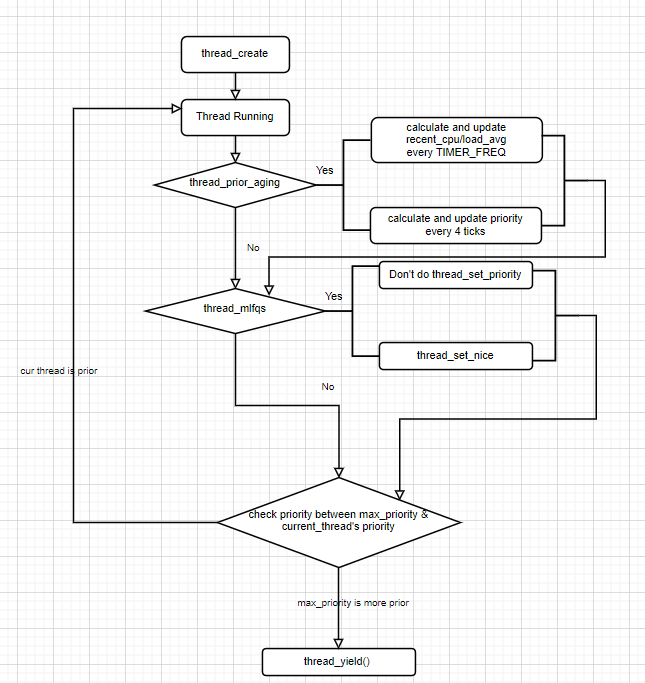 thread_create
Thread Running
thread_prior_aging
Yes
calculate and update
recent_cpu/load_avg
every TIMER_FREQ
calculate and update priority
every 4 ticks
No
thread_mlfqs
Yes
Don't do thread_set_priority
thread_set_nice
cur thread is prior
No
check priority between max_priority &
current_thread's priority
max_priority is more prior
thread_yield()